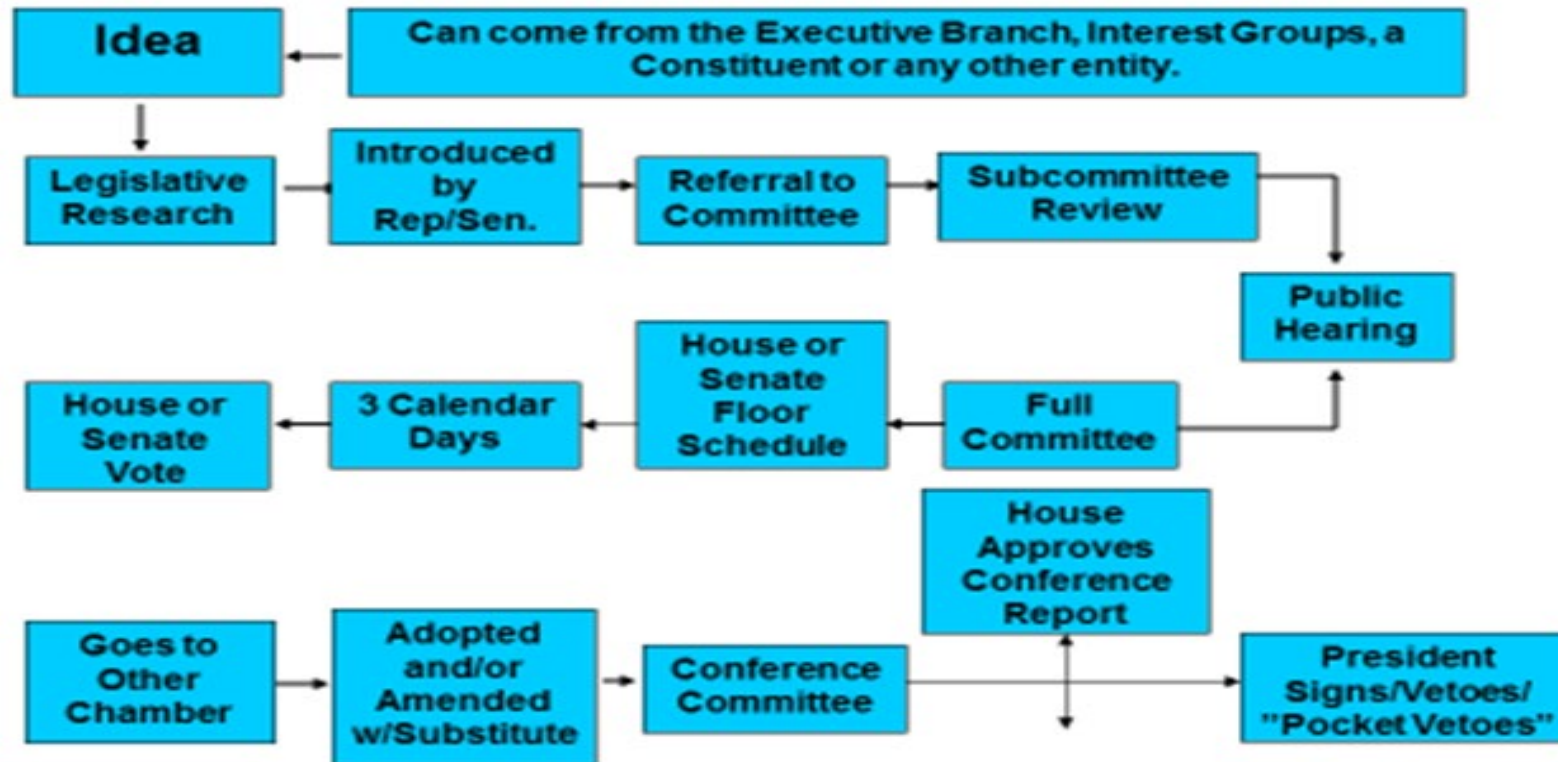 Idea
Can come from the Executive Branch, Interest Groups, a
Constituent or any other entity.
Legislative
Research
Introduced
by
Rep/Sen.
Referral to
Committee
Subcommittee
Review
Public
Hearing
House or
Senate
Vote
3 Calendar
Days
House or
Senate
Floor
Schedule
Full
Committee
House
Approves
Conference
Report
Goes to
Other
Chamber
Adopted
and/or
Amended
w/Substitute
Conference
Committee
President
Signs/Vetoes/
"Pocket Vetoes"